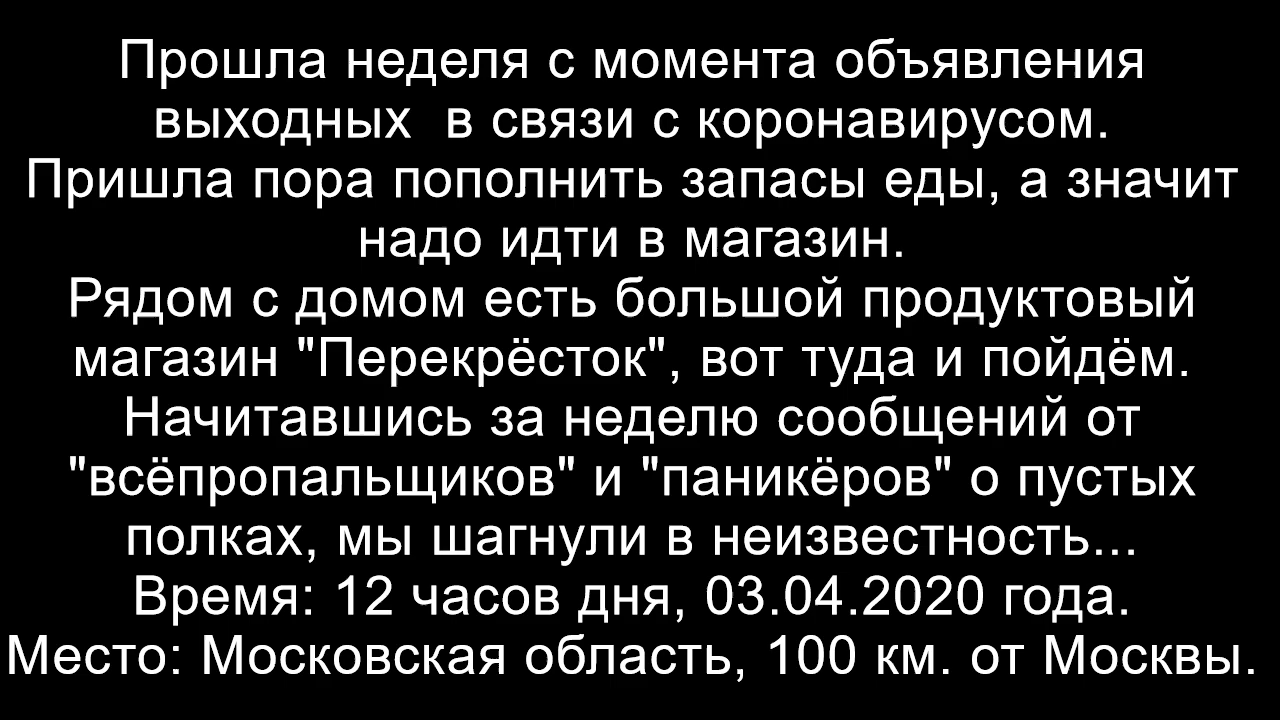 Прошла неделя с момента объявления
выходных  в связи с коронавирусом.
Пришла пора пополнить запасы еды, а значит
надо идти в магазин.
Рядом с домом есть большой продуктовый
магазин "Перекрёсток", вот туда и пойдём.
Начитавшись за неделю сообщений от
"всёпропальщиков" и "паникёров" о пустых
полках, мы шагнули в неизвестность...
Время: 12 часов дня, 03.04.2020 года.
Место: Московская область, 100 км. от Москвы.